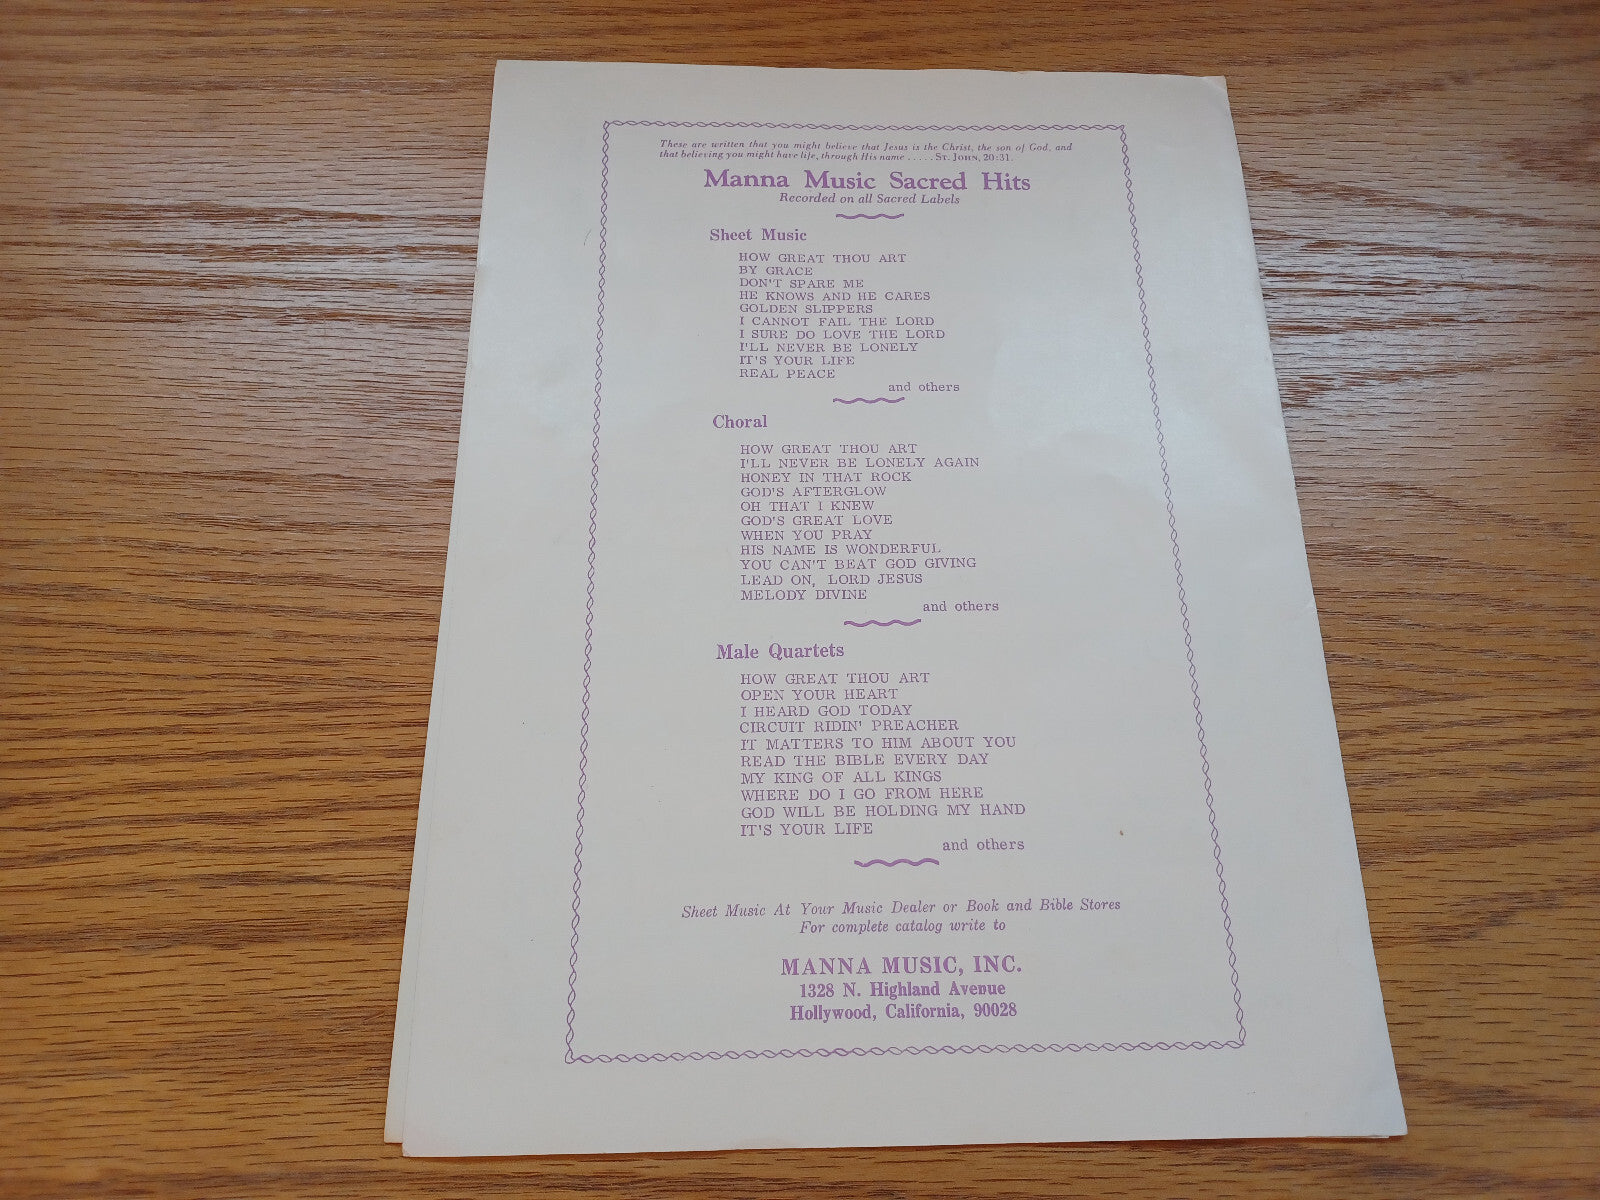 These are written that you might believe that Jesus is the Christ, the son of God, and
that believing you might have life, through His name ..... ST. JOHN, 20:31.
Manna Music Sacred Hits
Recorded on all Sacred Labels
Sheet Music
HOW GREAT THOU ART
BY GRACE
DON'T SPARE ME
HE KNOWS AND HE CARES
GOLDEN SLIPPERS
I CANNOT FAIL THE LORD
I SURE DO LOVE THE LORD
I'LL NEVER BE LONELY
IT'S YOUR LIFE
REAL PEACE
and others
Choral
HOW GREAT THOU ART
I'LL NEVER BE LONELY AGAIN
HONEY IN THAT ROCK
GOD'S AFTERGLOW
OH THAT I KNEW
GOD'S GREAT LOVE
WHEN YOU PRAY
HIS NAME IS WONDERFUL
YOU CAN'T BEAT GOD GIVING
LEAD ON, LORD JESUS
MELODY DIVINE
and others
Male Quartets
HOW GREAT THOU ART
OPEN YOUR HEART
I HEARD GOD TODAY
CIRCUIT RIDIN' PREACHER
IT MATTERS TO HIM ABOUT YOU
READ THE BIBLE EVERY DAY
MY KING OF ALL KINGS
WHERE DO I GO FROM HERE
GOD WILL BE HOLDING MY HAND
IT'S YOUR LIFE
and others
Sheet Music At Your Music Dealer or Book and Bible Stores
For complete catalog write to
MANNA MUSIC, INC.
1328 N. Highland Avenue
Hollywood, California, 90028